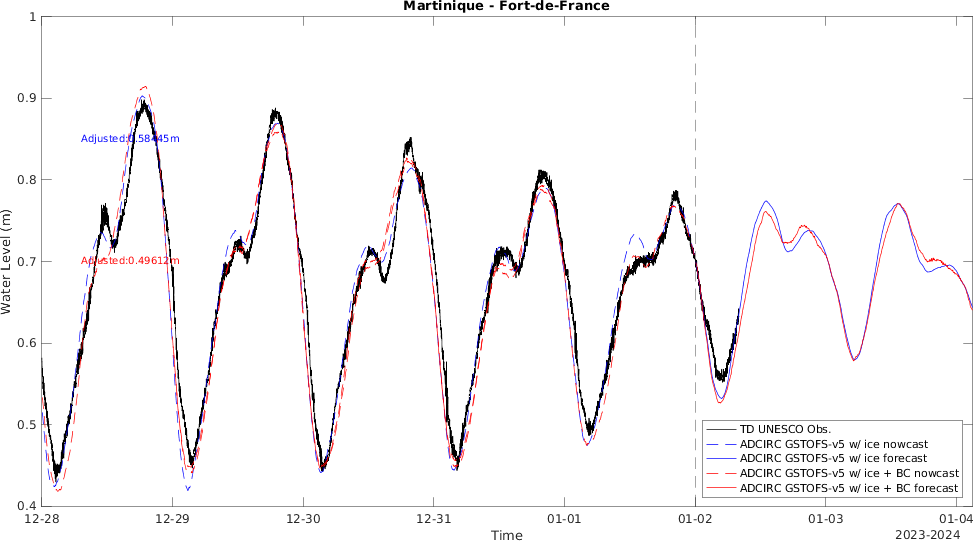 Martinique - Fort-de-France
1
0.9
0.8
0.7
0.6
0.5
0.4
Water Level (m)
Adjusted:0.58445m
Adjusted:0.49612m
TD UNESCO Obs.
ADCIRC GSTOFS-v5 w/ ice nowcast
ADCIRC GSTOFS-v5 w/ ice forecast
ADCIRC GSTOFS-v5 w/ ice + BC nowcast
ADCIRC GSTOFS-v5 w/ ice + BC forecast
12-28 12-29 12-30 12-31 01-01 01-02 01-03 01-04
Time
2023-2024